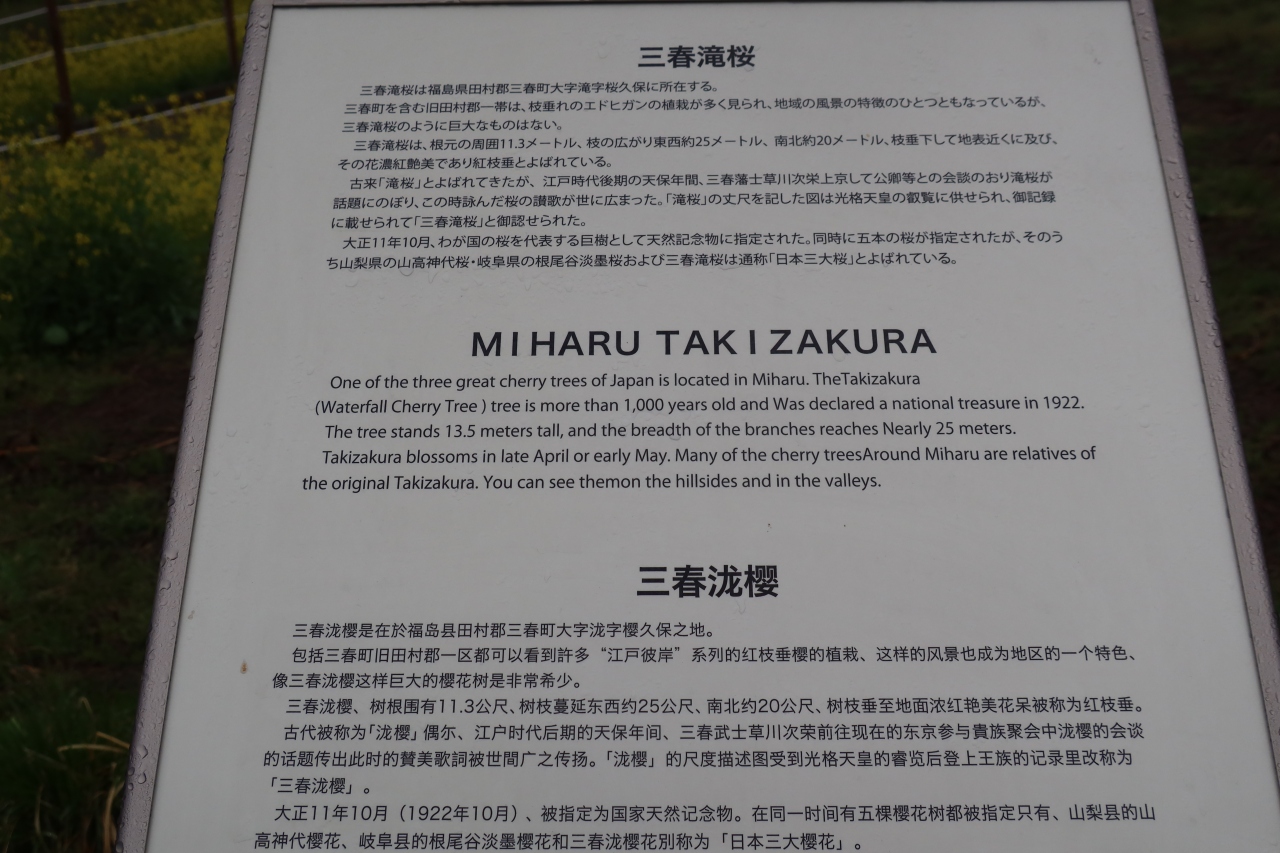 三春滝桜
三春滝桜は福島県田村郡三春町大字滝字桜久保に所在する。
三春町を含む旧田村郡一帯は、枝垂れのエドヒガンの植栽が多く見られ、地域の風景の特徴のひとつともなっているが、
三春滝桜のように巨大なものはない。
三春滝桜は、根元の周囲11.3メートル、枝の広がり東西約25メートル、南北約20メートル、枝垂下して地表近くに及び、
その花濃紅艶美であり紅枝垂とよばれている。
古来「滝桜」とよばれてきたが、江戸時代後期の天保年間、三春藩士草川次栄上京して公卿等との会談のおり滝桜が
話題にのぼり、この時詠んだ桜の讃歌が世に広まった。「滝桜」の丈尺を記した図は光格天皇の叡覧に供せられ、御記録
に載せられて「三春滝桜」と御認せられた。
大正11年10月、わが国の桜を代表する巨樹として天然記念物に指定された。同時に五本の桜が指定されたが、そのう
ち山梨県の山高神代桜・岐阜県の根尾谷淡墨桜および三春滝桜は通称「日本三大桜」とよばれている。
MIHARU TAKIZAKURA
One of the three great cherry trees of Japan is located in Miharu. TheTakizakura
(Waterfall Cherry Tree ) tree is more than 1,000 years old and Was declared a national treasure in 1922.
The tree stands 13.5 meters tall, and the breadth of the branches reaches Nearly 25 meters.
Takizakura blossoms in late April or early May. Many of the cherry treesAround Miharu are relatives of
the original Takizakura. You can see themon the hillsides and in the valleys.
三春泷樱
三春泷樱是在於福岛县田村郡三春町大字泷字樱久保之地。
包括三春町旧田村郡一区都可以看到許多“江戸彼岸”系列的红枝垂樱的植栽、这样的风景也成为地区的一个特色、
像三春泷樱这样巨大的樱花树是非常希少。
三春泷樱、树根围有11.3公尺、树枝蔓延东西约25公尺、南北约20公尺、树枝垂至地面浓红艳美花呆被称为红枝垂。
古代被称为「泷樱」偶尔、江户时代后期的天保年间、三春武士草川次荣前往现在的东京参与貴族聚会中泷樱的会谈
的话题传出此时的賛美歌詞被世間广之传扬。「泷樱」的尺度描述图受到光格天皇的睿览后登上王族的记录里改称为
「三春泷樱」。
大正11年10月（1922年10月）、被指定为国家天然记念物。在同一时间有五棵樱花树都被指定只有、山梨县的山
高神代樱花、岐阜县的根尾谷淡墨樱花和三春泷樱花別称为「日本三大樱花」。